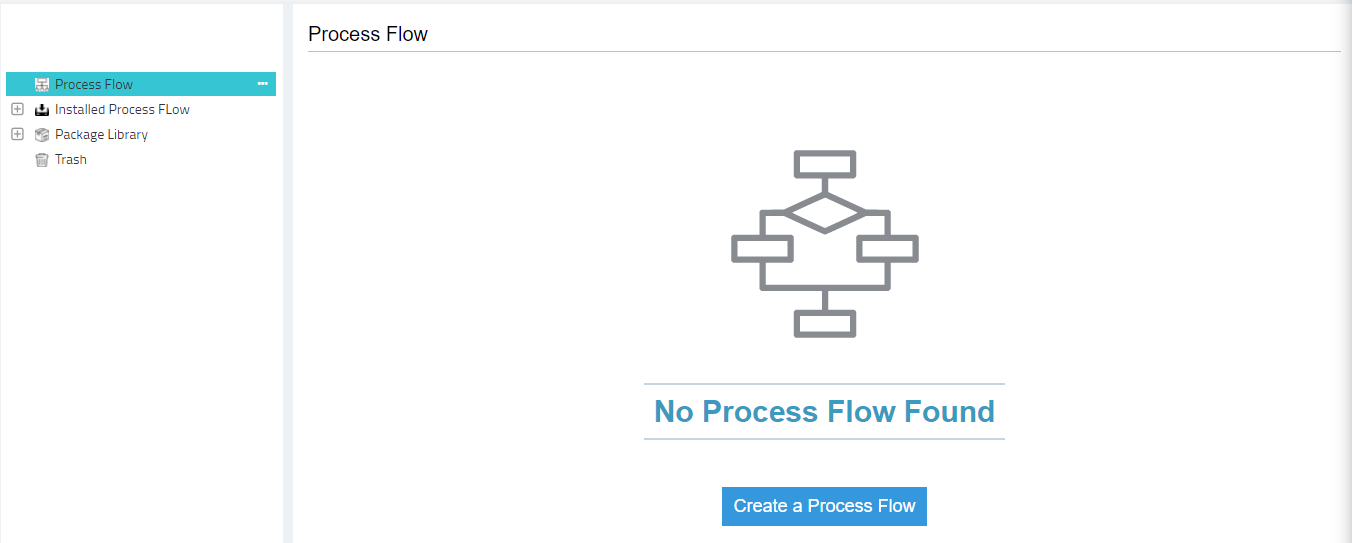 Process Flow
Process Flow
Installed Process FLow
Package Library
Trash
No Process Flow Found
Create a Process Flow